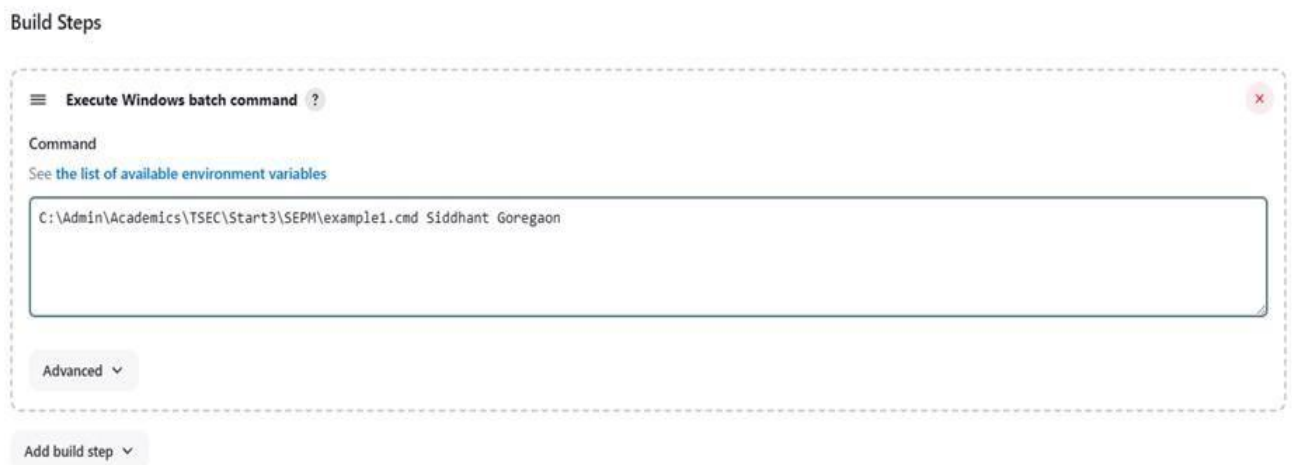 Build Steps
Execute Windows batch command ?
Command
See the list of available environment variables
C:\Admin\Academics\TSEC\Start3\SEPM\example1.cmd Siddhant Goregaon
Advanced
Add build step